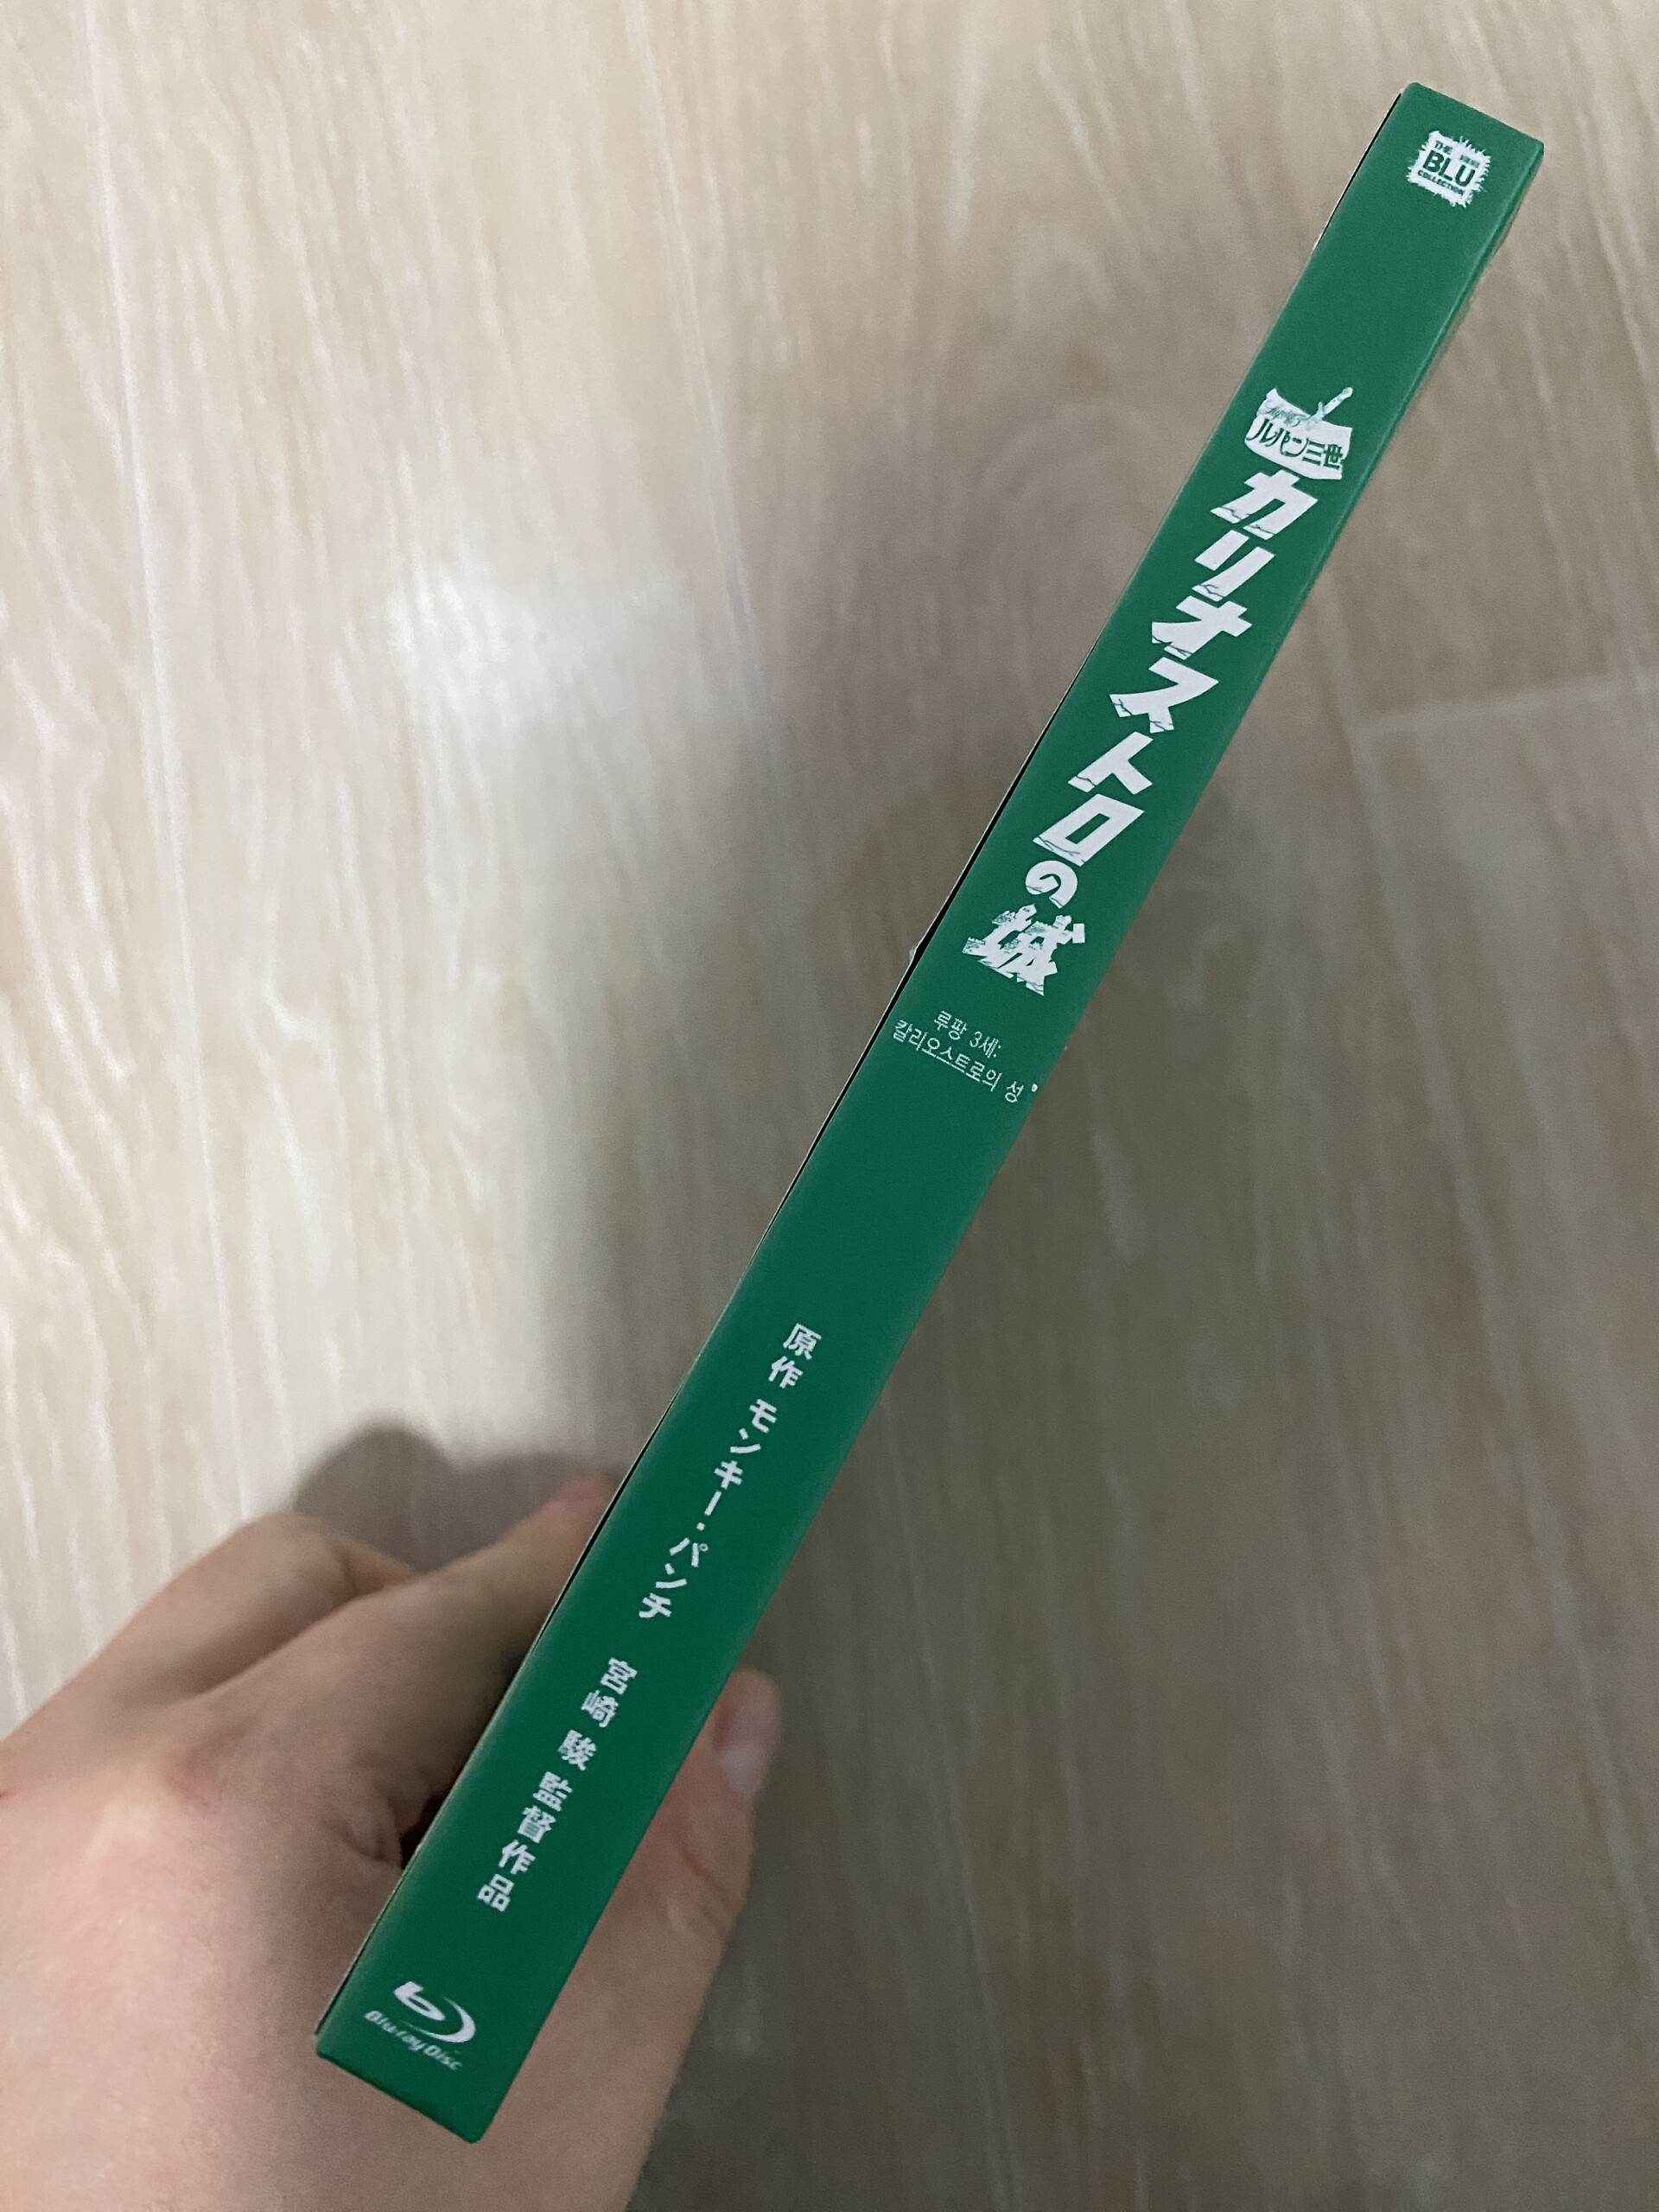 THE BLU
COLLECTION
ルパン三世
カリオストロの城
루팡 3세:
칼리오스트로의 성
原作 モンキー・パンチ 宮崎 駿 監督作品
Blu-ray Disc